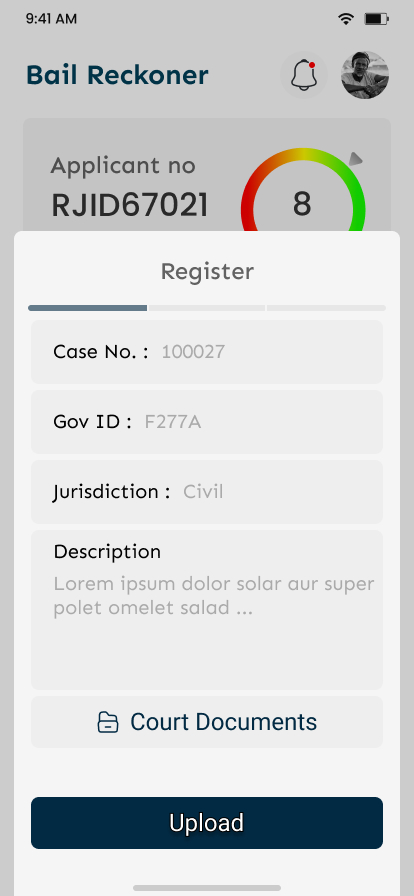 9:41 AM
Bail Reckoner
Applicant no
RJID67021
8
Register
Case No. : 100027
Gov ID : F277A
Jurisdiction : Civil
Description
Lorem ipsum dolor solar aur super
polet omelet salad ...
Court Documents
Upload